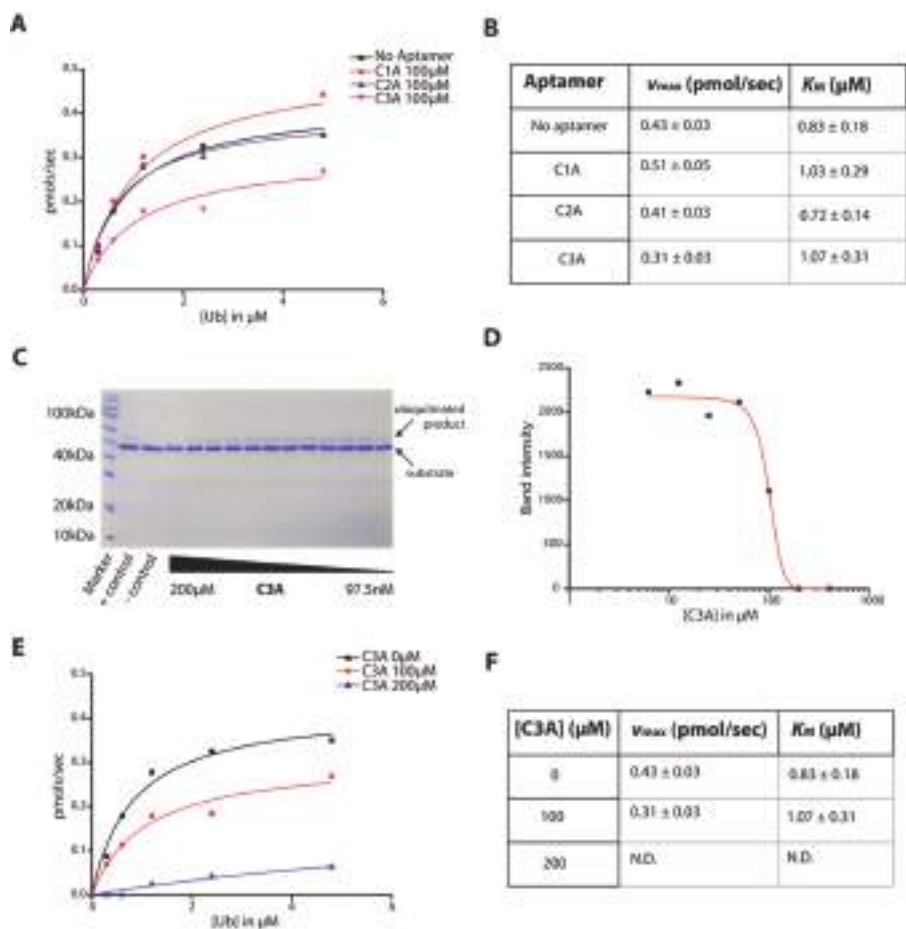 A
No Aptamer
C1A 100μM
C2A 100μM
C3A 100μM
0.5
0.4
0.3
0.2
0.1
0.0
pmols/sec
0
2
4
6
[Ub] in μM
B
Aptamer Vmax (pmol/sec) KM (μM)
No aptamer 0.43 ± 0.03 0.83 ± 0.18
C1A 0.51 ± 0.05 1.03 ± 0.29
C2A 0.41 ± 0.03 0.72 ± 0.14
C3A 0.31 ± 0.03 1.07 ± 0.31
C
100kDa
40kDa
20kDa
10kDa
ubiquitinated
product
substrate
Marker
+ control
- control
200μM C3A 97.5nM
D
2500
2000
1500
1000
500
0
Band intensity
1
10
100
1000
[C3A] in μM
E
C3A 0μM
C3A 100μM
C3A 200μM
0.4
0.3
0.2
0.1
0.0
pmols/sec
0
2
4
6
[Ub] in μM
F
[C3A] (μM) Vmax (pmol/sec) KM (μM)
0 0.43 ± 0.03 0.83 ± 0.18
100 0.31 ± 0.03 1.07 ± 0.31
200 N.D. N.D.